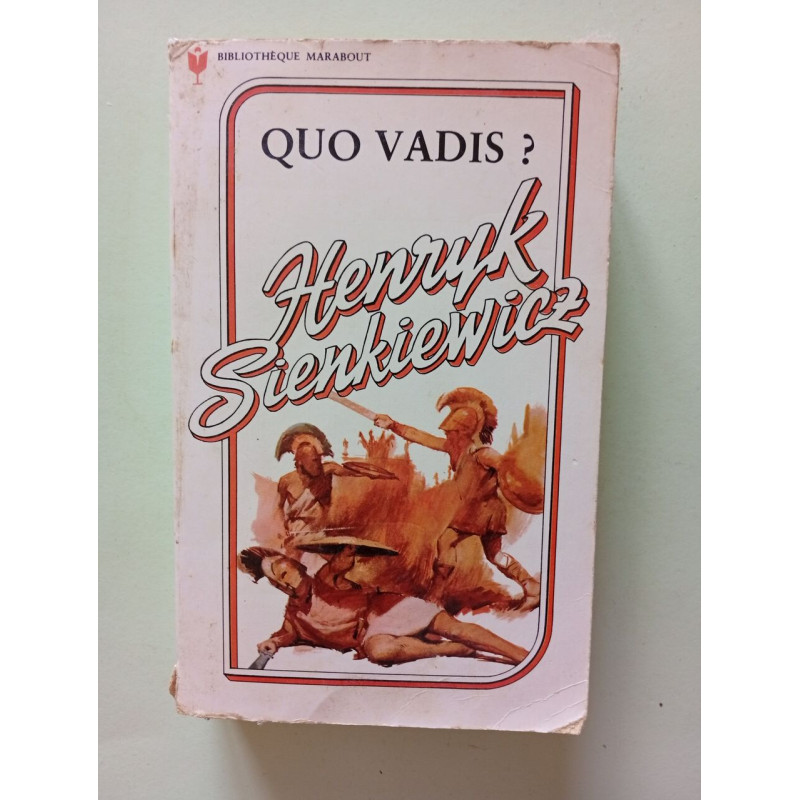 BIBLIOTHÈQUE MARABOUT
QUO VADIS ?
Henryk
Sienkiewicz